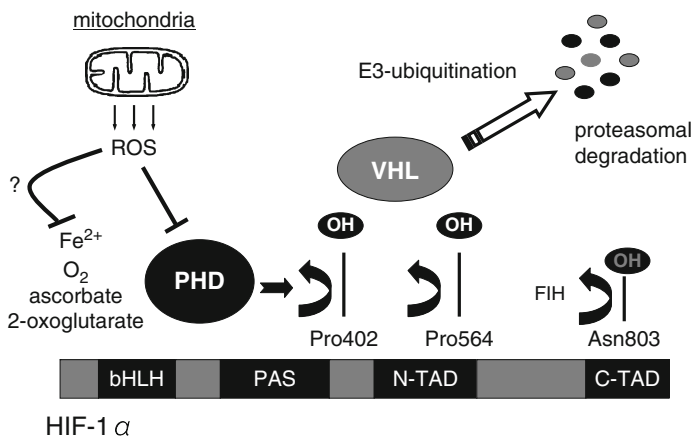 mitochondria
E3-ubiquitination
proteasomal
degradation
ROS
?
VHL
Fe2+
O2
ascorbate
2-oxoglutarate
PHD
OH
OH
OH
FIH
Pro402
Pro564
Asn803
bHLH
PAS
N-TAD
C-TAD
HIF-1 α